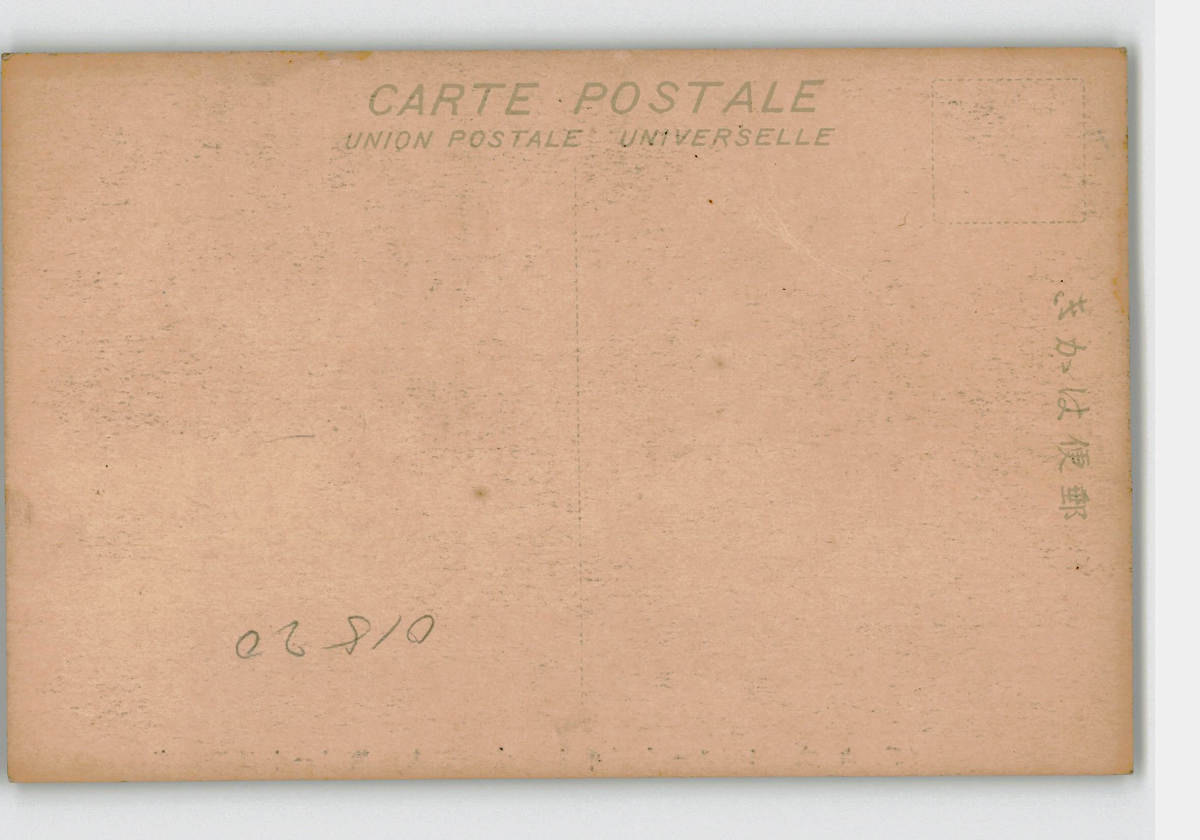 CARTE POSTALE
UNION POSTALE UNIVERSELLE
郵便はかき
01820